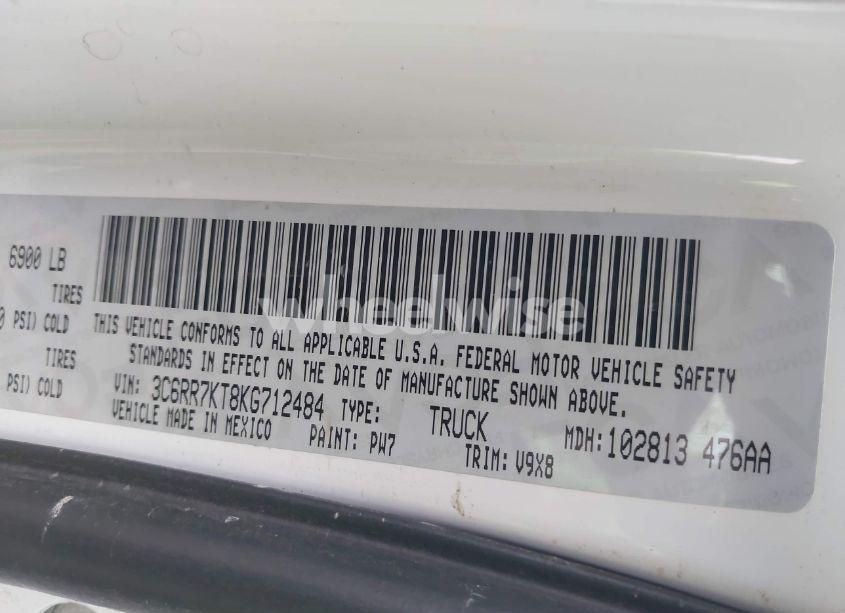 6900 LB
TIRES
PSI) COLD
TIRES
PSI) COLD
wheelwise
THIS VEHICLE CONFORMS TO ALL APPLICABLE U.S.A. FEDERAL MOTOR VEHICLE SAFETY
STANDARDS IN EFFECT ON THE DATE OF MANUFACTURE SHOWN ABOVE.
VIN: 3C6RR7KT8KG712484 TYPE: TRUCK MDH: 102813 476AA
VEHICLE MADE IN MEXICO PAINT: PW7 TRIM: V9X8